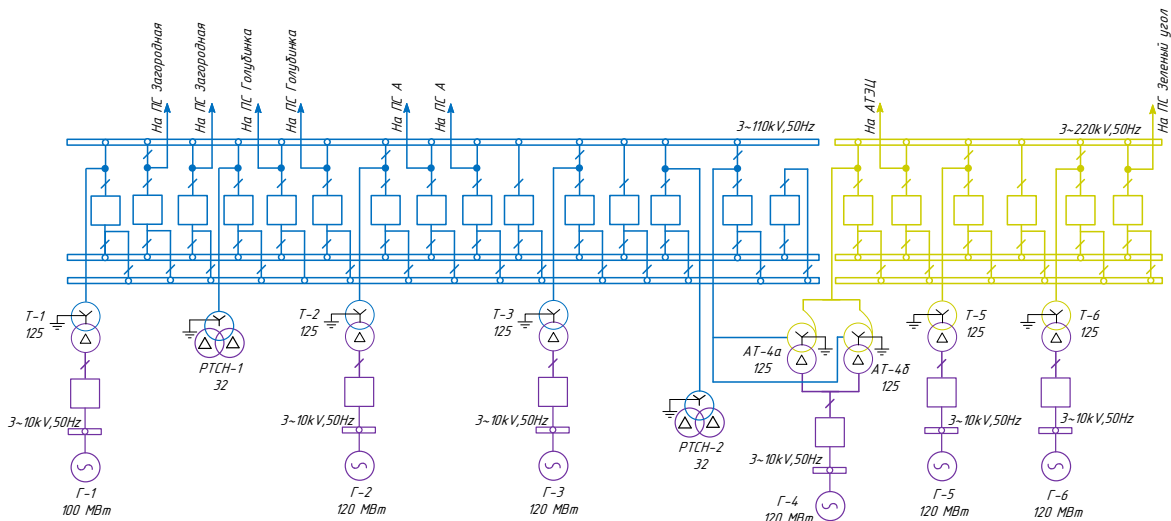 На ПС Загородная
На ПС Загородная
На ПС Голубинка
На ПС Голубинка
На ПС А
На ПС А
На АТЭЦ
На ПС Зеленый угол
3~110kV,50Hz
3~220kV,50Hz
Т-1
125
РТСН-1
32
Т-2
125
Т-3
125
АТ-4а
125
АТ-4б
125
Т-5
125
Т-6
125
РТСН-2
32
3~10kV,50Hz
3~10kV,50Hz
3~10kV,50Hz
3~10kV,50Hz
3~10kV,50Hz
3~10kV,50Hz
Г-1
100 МВт
Г-2
120 МВт
Г-3
120 МВт
Г-4
120 МВт
Г-5
120 МВт
Г-6
120 МВт